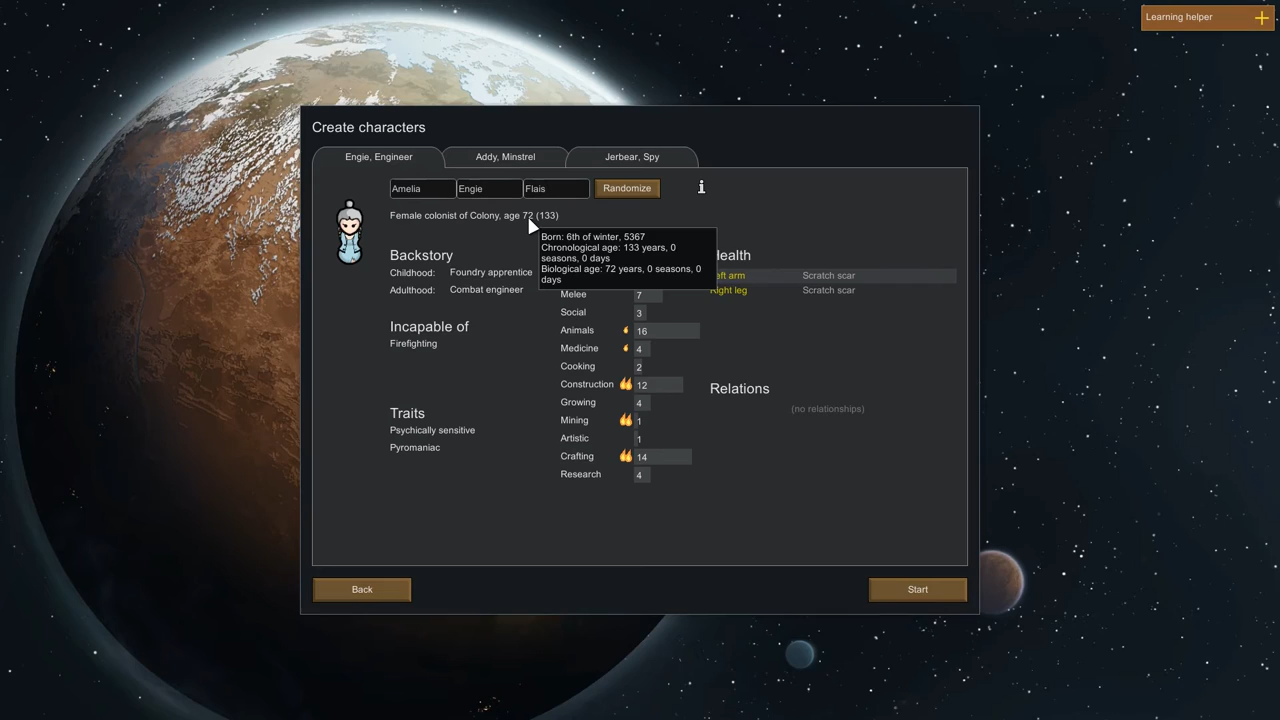 Learning helper
Create characters
Engie, Engineer
Addy, Minstrel
Jerbear, Spy
Amelia
Engie
Flais
Randomize
Female colonist of Colony, age 72 (133)
Born: 6th of winter, 5367
Chronological age: 133 years, 0
seasons, 0 days
Biological age: 72 years, 0 seasons, 0
days
Backstory
Childhood: Foundry apprentice
Adulthood: Combat engineer
Incapable of
Firefighting
Traits
Psychically sensitive
Pyromaniac
Melee 7
Social 3
Animals 16
Medicine 4
Cooking 2
Construction 12
Growing 4
Mining 1
Artistic 1
Crafting 14
Research 4
Health
eft arm Scratch scar
Right leg Scratch scar
Relations
(no relationships)
Back
Start